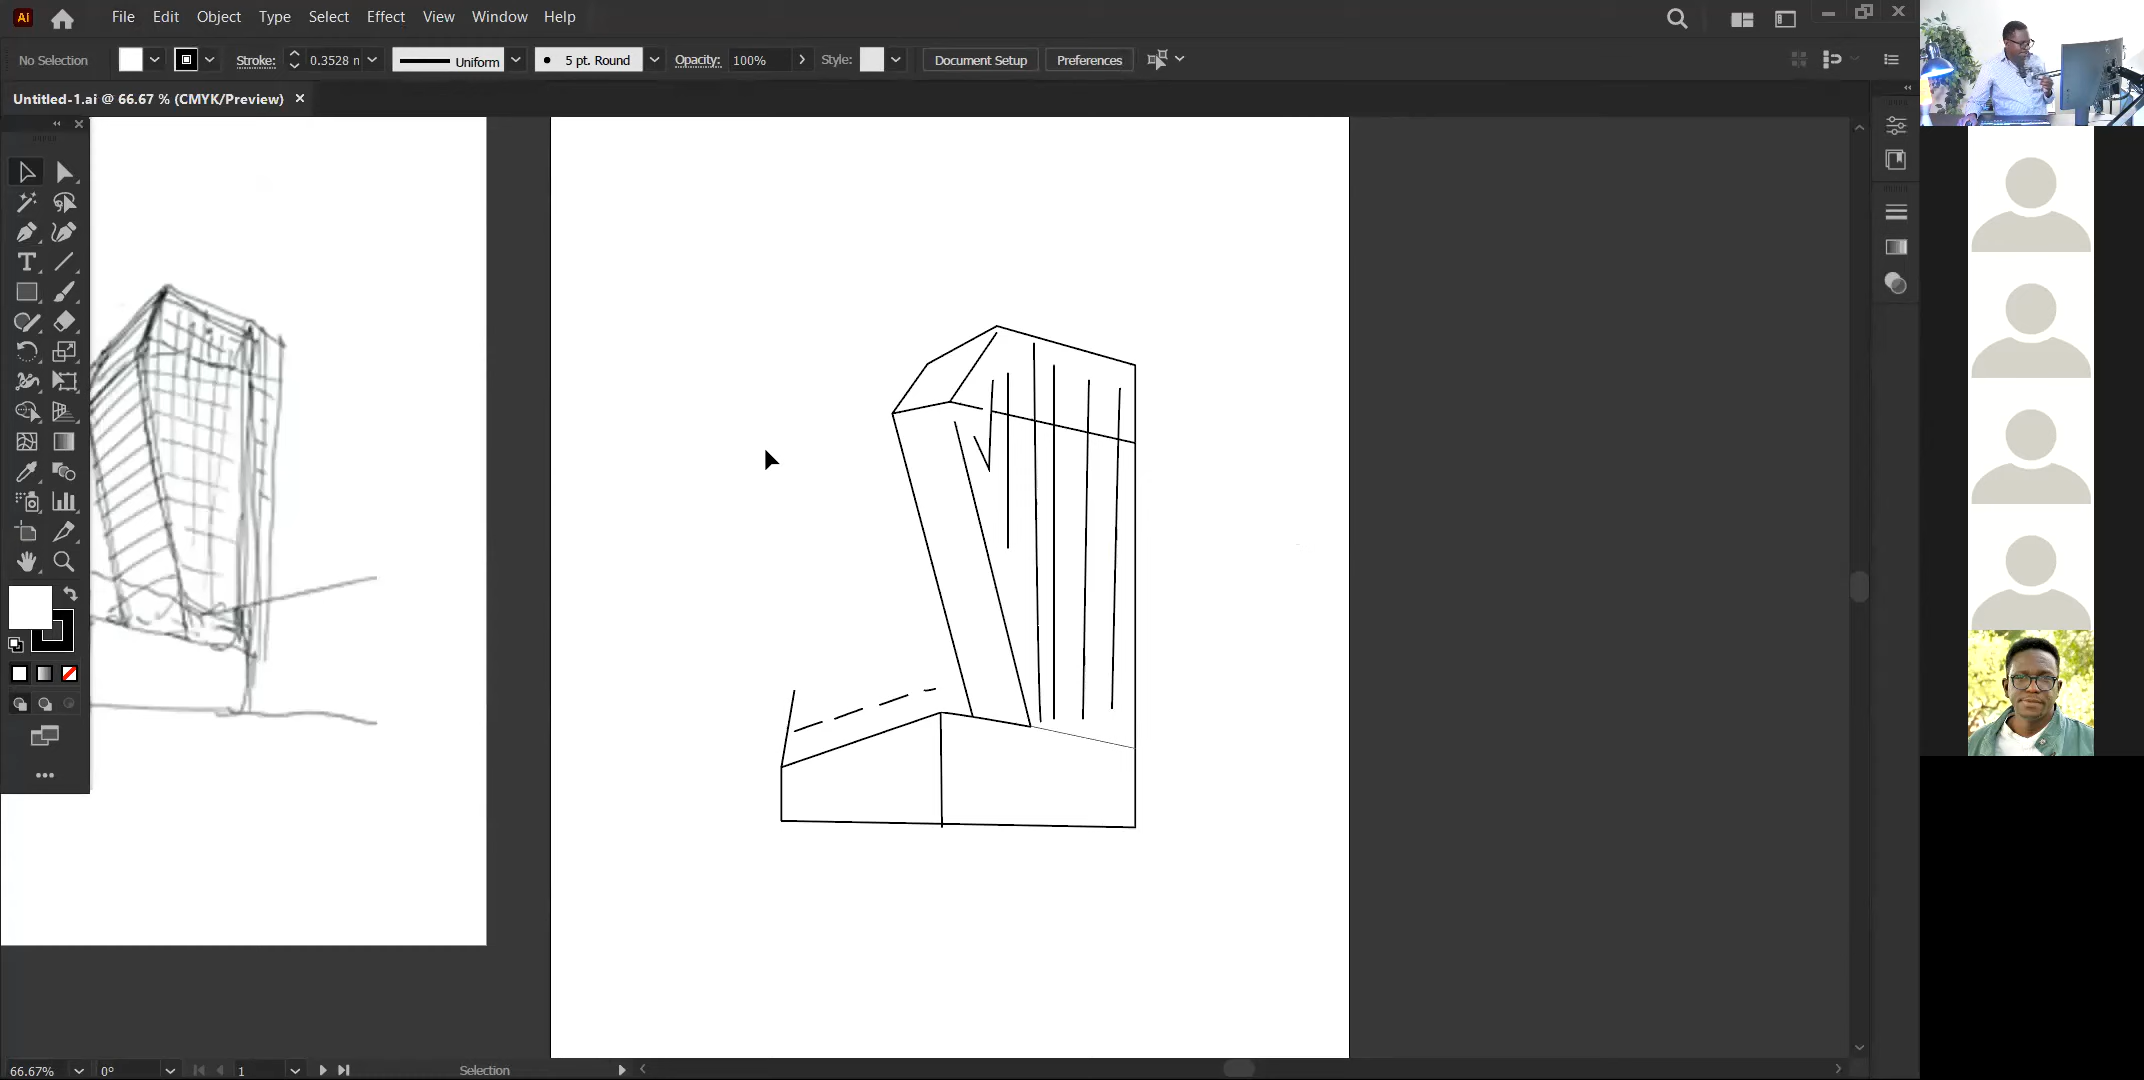 Ai File Edit Object Type Select Effect View Window Help
No Selection Stroke: 0.3528 n Uniform 5 pt. Round Opacity: 100% Style: Document Setup Preferences
Untitled-1.ai @ 66.67 % (CMYK/Preview)
66.67% 0° 1 Selection